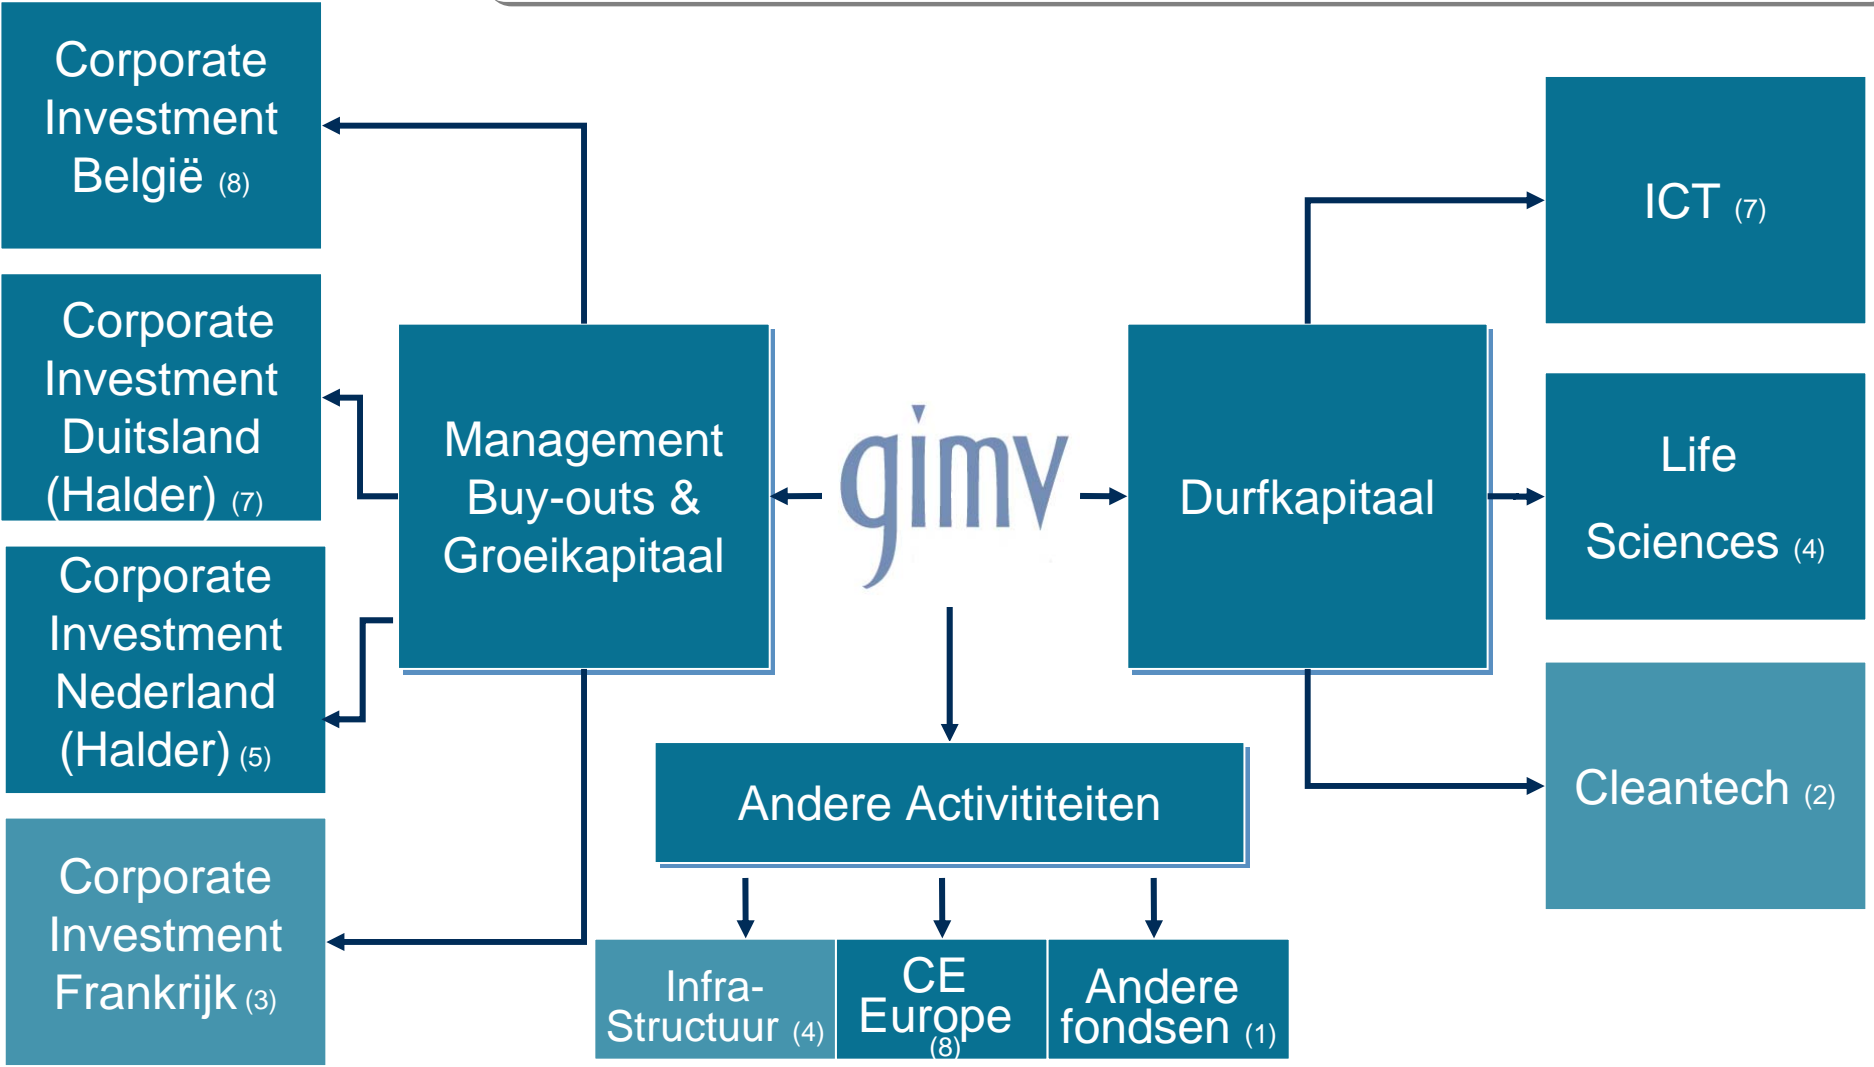 Corporate
Investment
België (8)
Corporate
Investment
Duitsland
(Halder) (7)
Corporate
Investment
Nederland
(Halder) (5)
Corporate
Investment
Frankrijk (3)
Management
Buy-outs &
Groeikapitaal
gimv
Durfkapitaal
ICT (7)
Life
Sciences (4)
Cleantech (2)
Andere Activititeiten
Infra-
Structuur (4)
CE
Europe
(8)
Andere
fondsen (1)